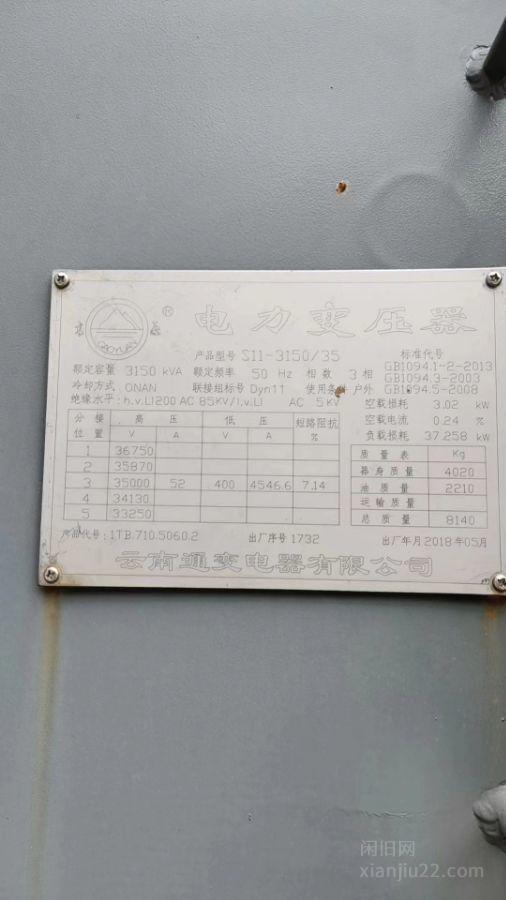 高原 ®
GAOYUAN
电力变压器
产品型号 S11-3150/35 标准代号
额定容量 3150 kVA 额定频率 50 Hz 相数 3 相 GB1094.1-2-2013
冷却方式: ONAN 联接组标号 Dyn11 使用条件 户外 GB1094.3-2003
GB1094.5-2008
绝缘水平: h.v.LI200 AC 85KV/l.v.LI AC 5KV
空载损耗 3.02 kW
空载电流 0.24 %
负载损耗 37.258 kW
分接 高压 低压 短路阻抗
位置 V A V A %
1 36750
2 35870
3 35000 52 400 4546.6 7.14
4 34130
5 33250
质量表 Kg
器身质量 4020
油质量 2210
运输质量
总质量 8140
产品代号: 1TB.710.5060.2 出厂序号 1732 出厂年月 2018年05月
云南通变电器有限公司
闲旧网
xianjiu22.com